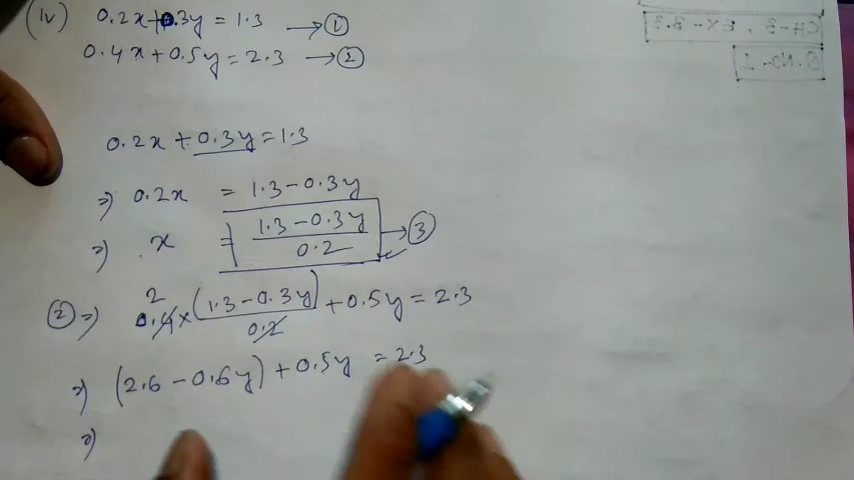 (iv) 0.2x+0.3y = 1.3 → ①
0.4x+0.5y = 2.3 → ②
0.2x + 0.3y = 1.3
⇒ 0.2x = 1.3-0.3y
⇒ x = (1.3-0.3y)/0.2 → ③
② ⇒ 0.4 2 × (1.3-0.3y)/0.2 + 0.5y = 2.3
⇒ (2.6 - 0.6y) + 0.5y = 2.3
⇒